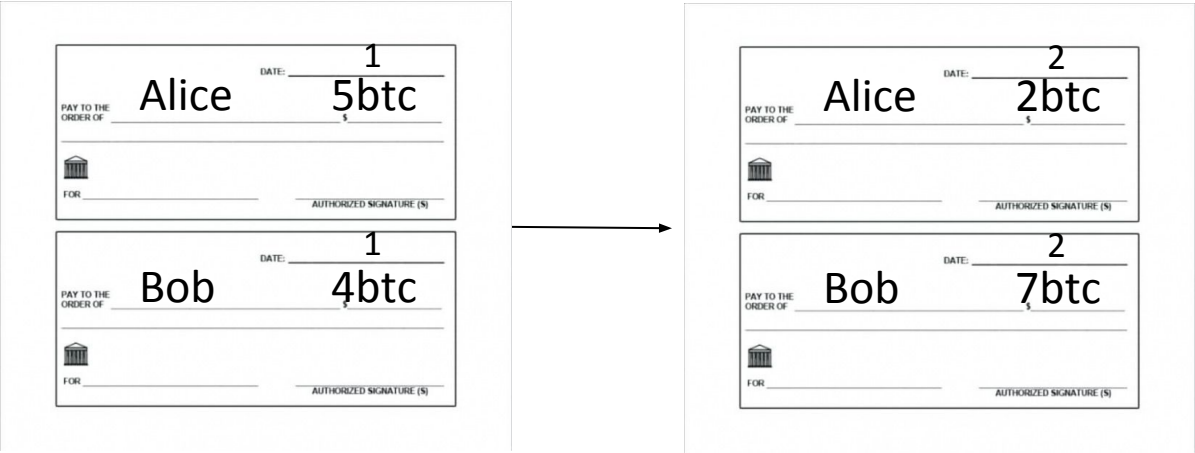 1
DATE:
Alice 5btc
PAY TO THE
ORDER OF $
FOR
AUTHORIZED SIGNATURE (S)
1
DATE:
Bob 4btc
PAY TO THE
ORDER OF $
FOR
AUTHORIZED SIGNATURE (S)
2
DATE:
Alice 2btc
PAY TO THE
ORDER OF $
FOR
AUTHORIZED SIGNATURE (S)
2
DATE:
Bob 7btc
PAY TO THE
ORDER OF $
FOR
AUTHORIZED SIGNATURE (S)